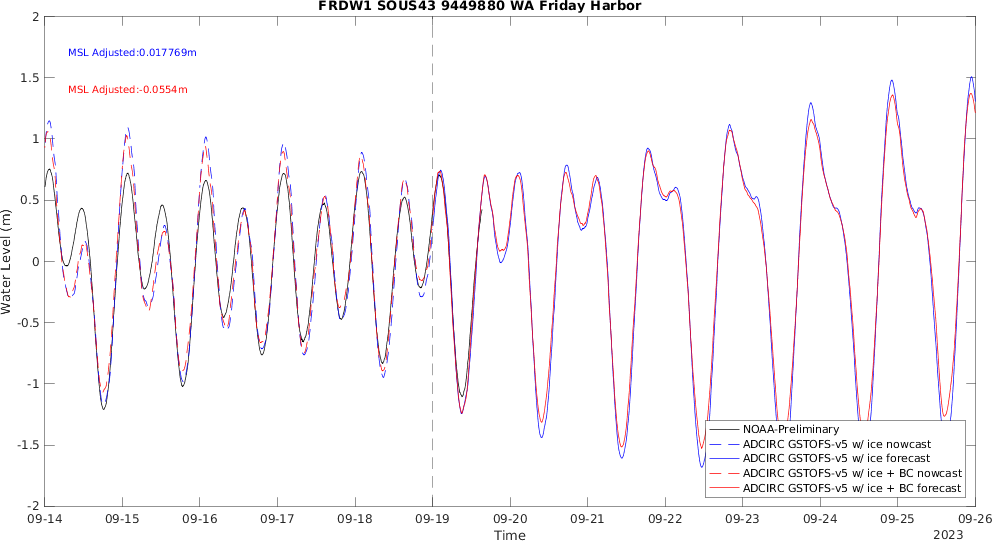 FRDW1 SOUS43 9449880 WA Friday Harbor
MSL Adjusted:0.017769m
MSL Adjusted:-0.0554m
Water Level (m)
2
1.5
1
0.5
0
-0.5
-1
-1.5
-2
NOAA-Preliminary
ADCIRC GSTOFS-v5 w/ ice nowcast
ADCIRC GSTOFS-v5 w/ ice forecast
ADCIRC GSTOFS-v5 w/ ice + BC nowcast
ADCIRC GSTOFS-v5 w/ ice + BC forecast
09-14 09-15 09-16 09-17 09-18 09-19 09-20 09-21 09-22 09-23 09-24 09-25 09-26
Time
2023